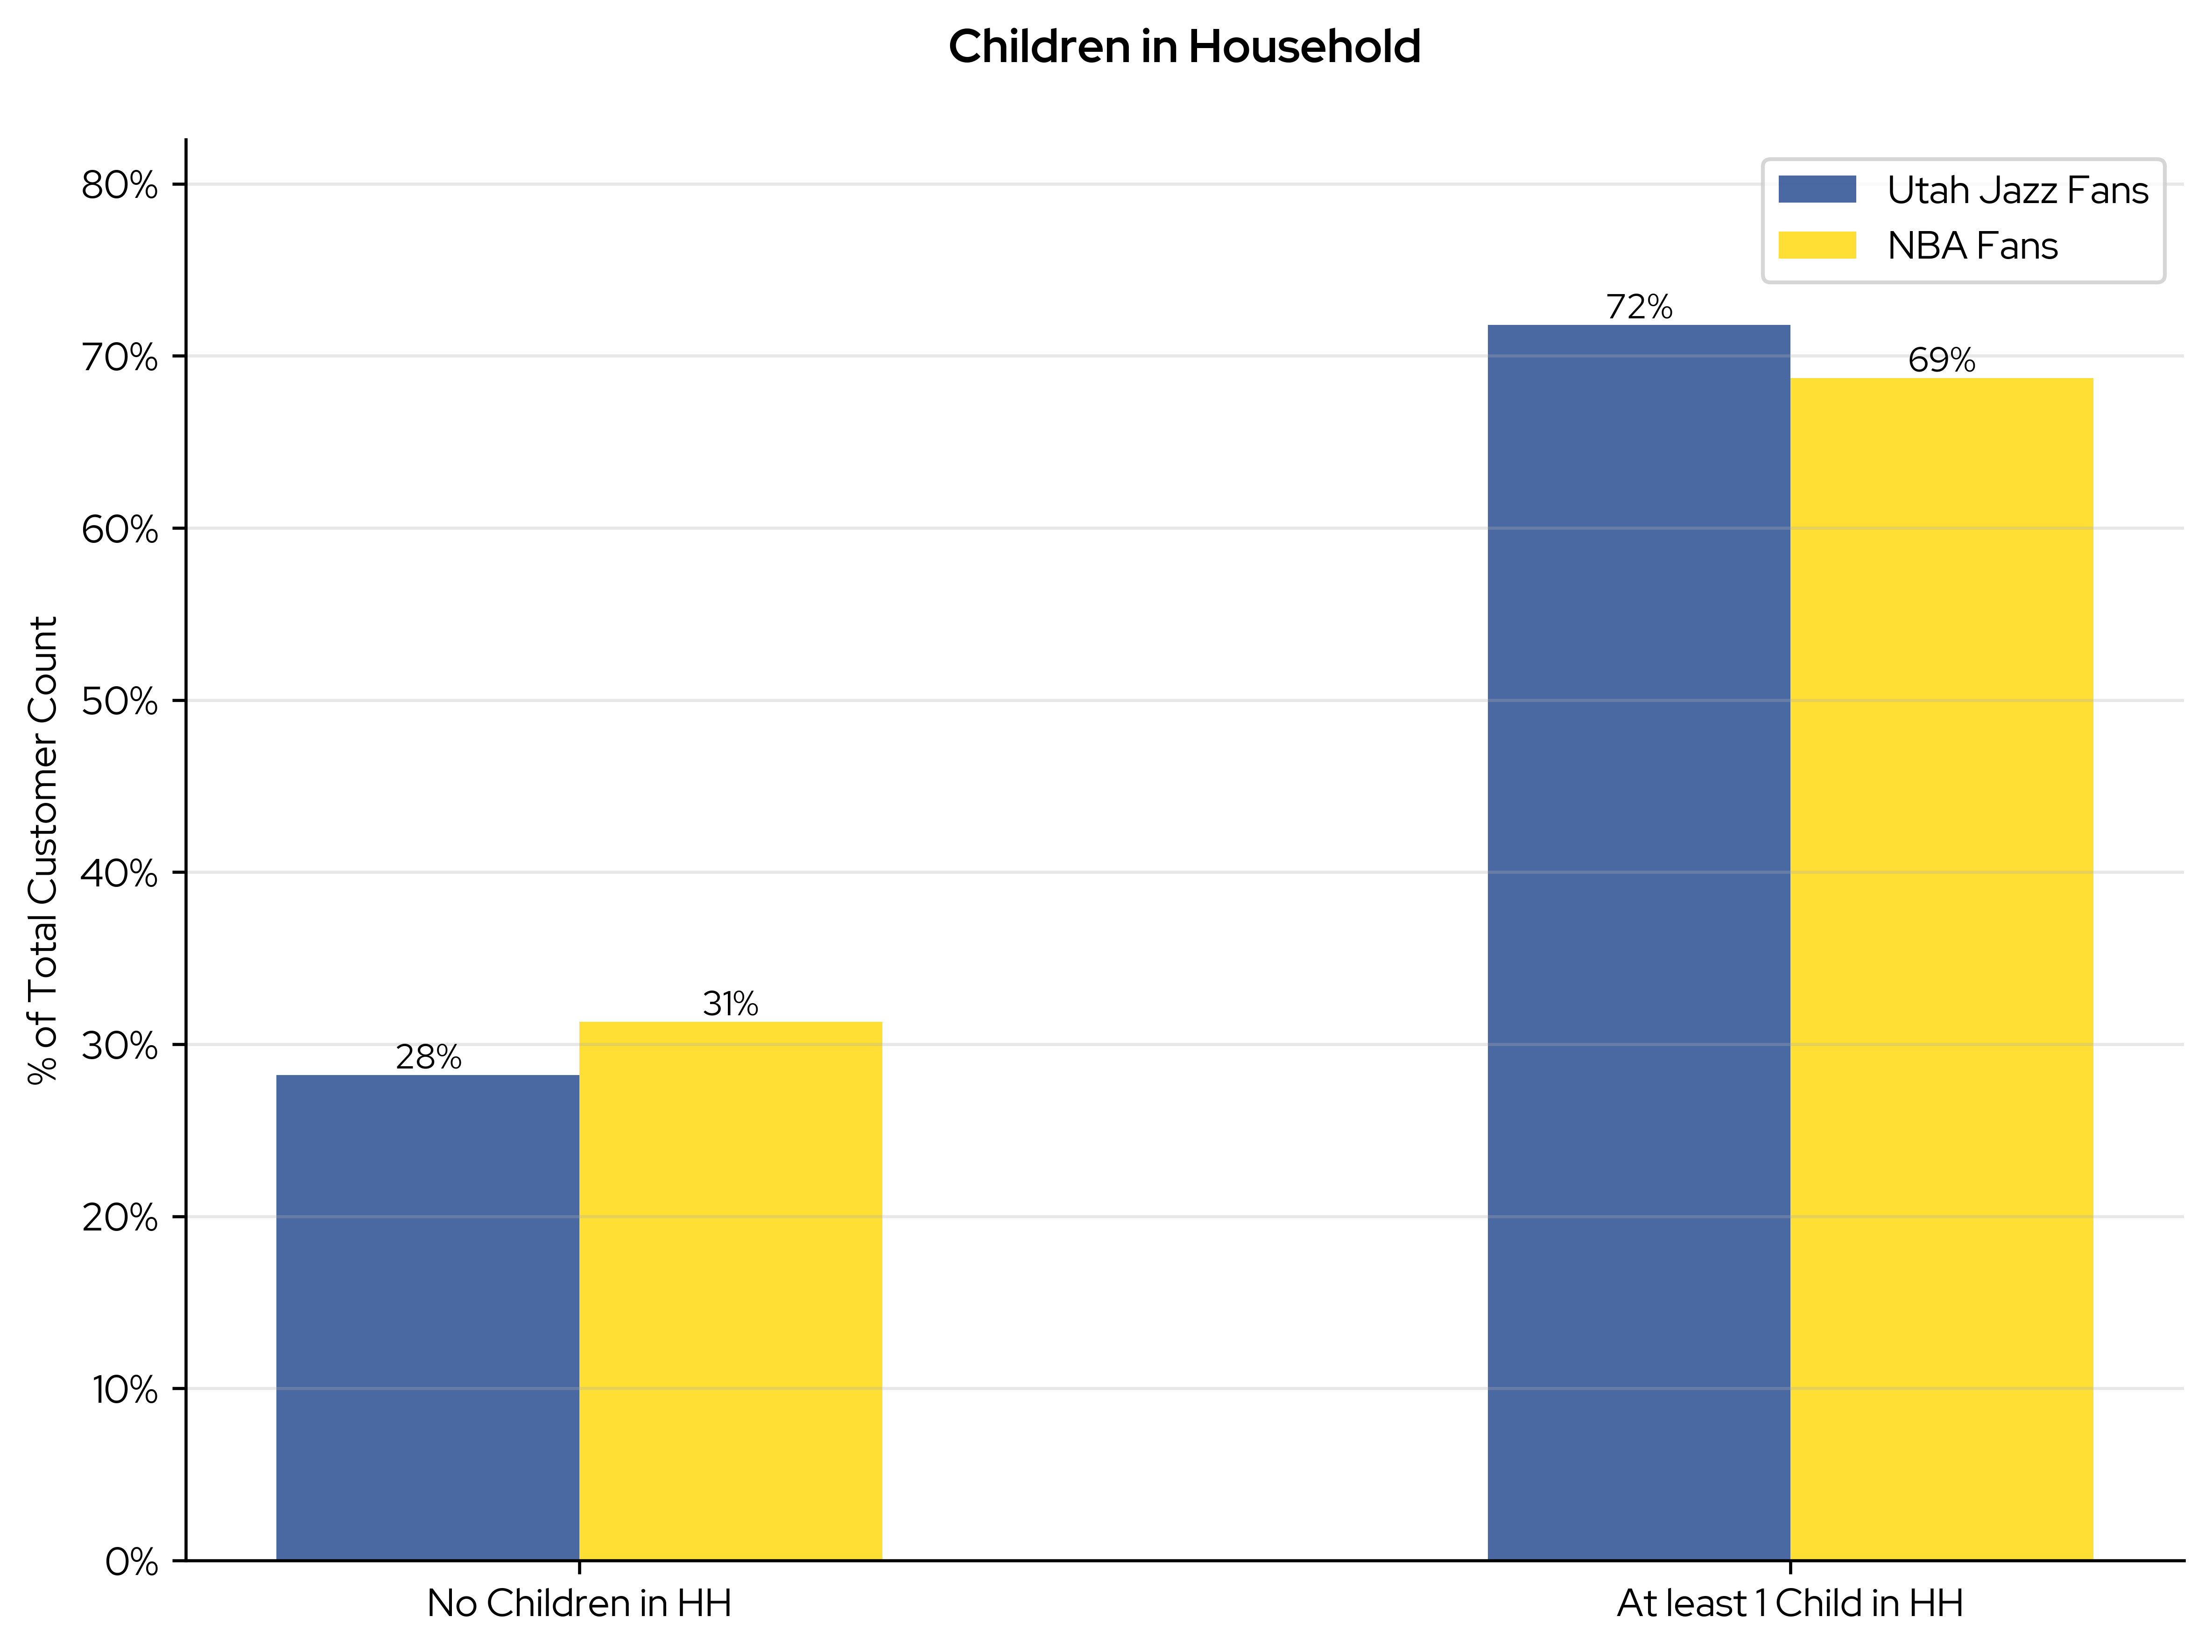 Children in Household
Utah Jazz Fans
NBA Fans
% of Total Customer Count
80%
70%
60%
50%
40%
30%
20%
10%
0%
28%
31%
72%
69%
No Children in HH
At least 1 Child in HH